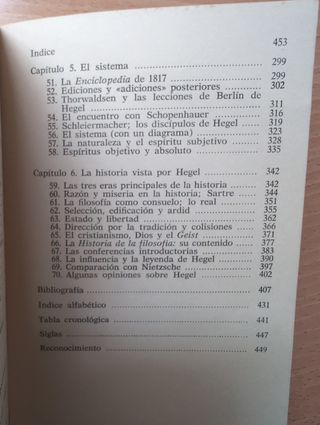 Indice 453
Capítulo 5. El sistema ........ 299
51. La Enciclopedia de 1817 ........ 299
52. Ediciones y «adiciones» posteriores ........ 302
53. Thorwaldsen y las lecciones de Berlín de
Hegel ........ 311
54. El encuentro con Schopenhauer ........ 316
55. Schleiermacher; los discípulos de Hegel ........ 319
56. El sistema (con un diagrama) ........ 323
57. La naturaleza y el espíritu subjetivo ........ 328
58. Espíritus objetivo y absoluto ........ 335
Capítulo 6. La historia vista por Hegel ........ 342
59. Las tres eras principales de la historia ........ 342
60. Razón y miseria en la historia; Sartre ........ 344
61. La filosofía como consuelo; lo real ........ 351
62. Selección, edificación y ardid ........ 355
63. Estado y libertad ........ 362
64. Dirección por la tradición y colisiones ........ 366
65. El cristianismo, Dios y el Geist ........ 371
66. La Historia de la filosofía: su contenido ........ 377
67. Las conferencias introductorias ........ 383
68. La influencia y la leyenda de Hegel ........ 390
69. Comparación con Nietzsche ........ 397
70. Algunas opiniones sobre Hegel ........ 402
Bibliografía ........ 407
Indice alfabético ........ 431
Tabla cronológica ........ 441
Siglas ........ 447
Reconocimiento ........ 449